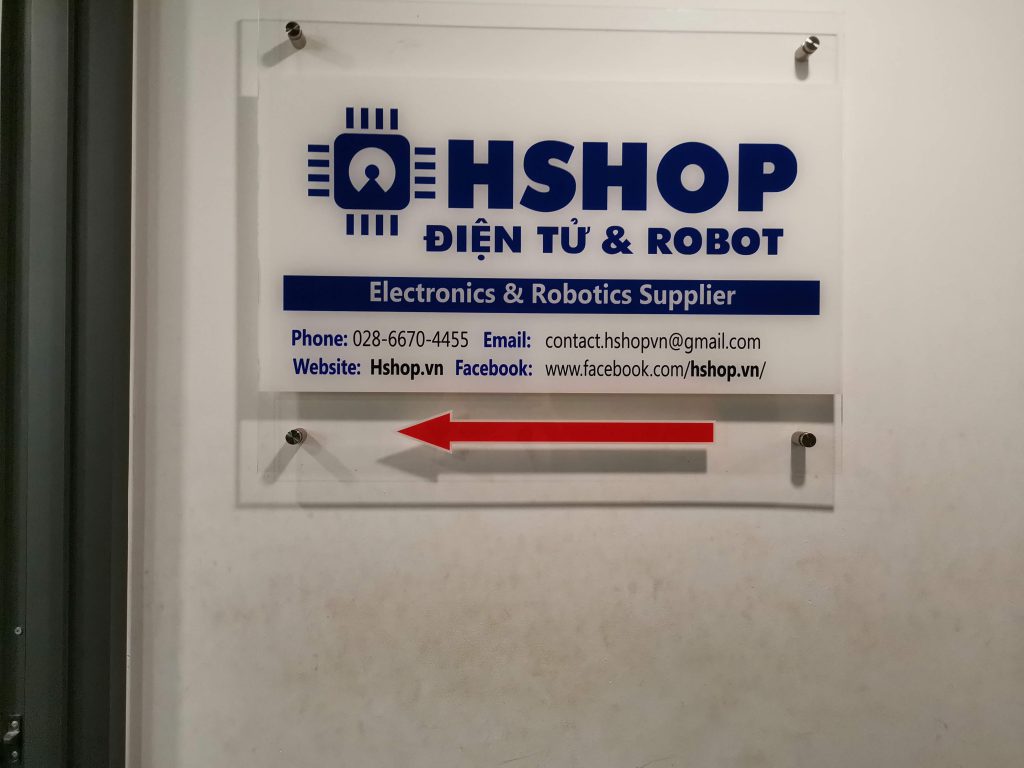 HSHOP
ĐIỆN TỬ & ROBOT
Electronics & Robotics Supplier
Phone: 028-6670-4455 Email: contact.hshopvn@gmail.com
Website: Hshop.vn Facebook: www.facebook.com/hshop.vn/